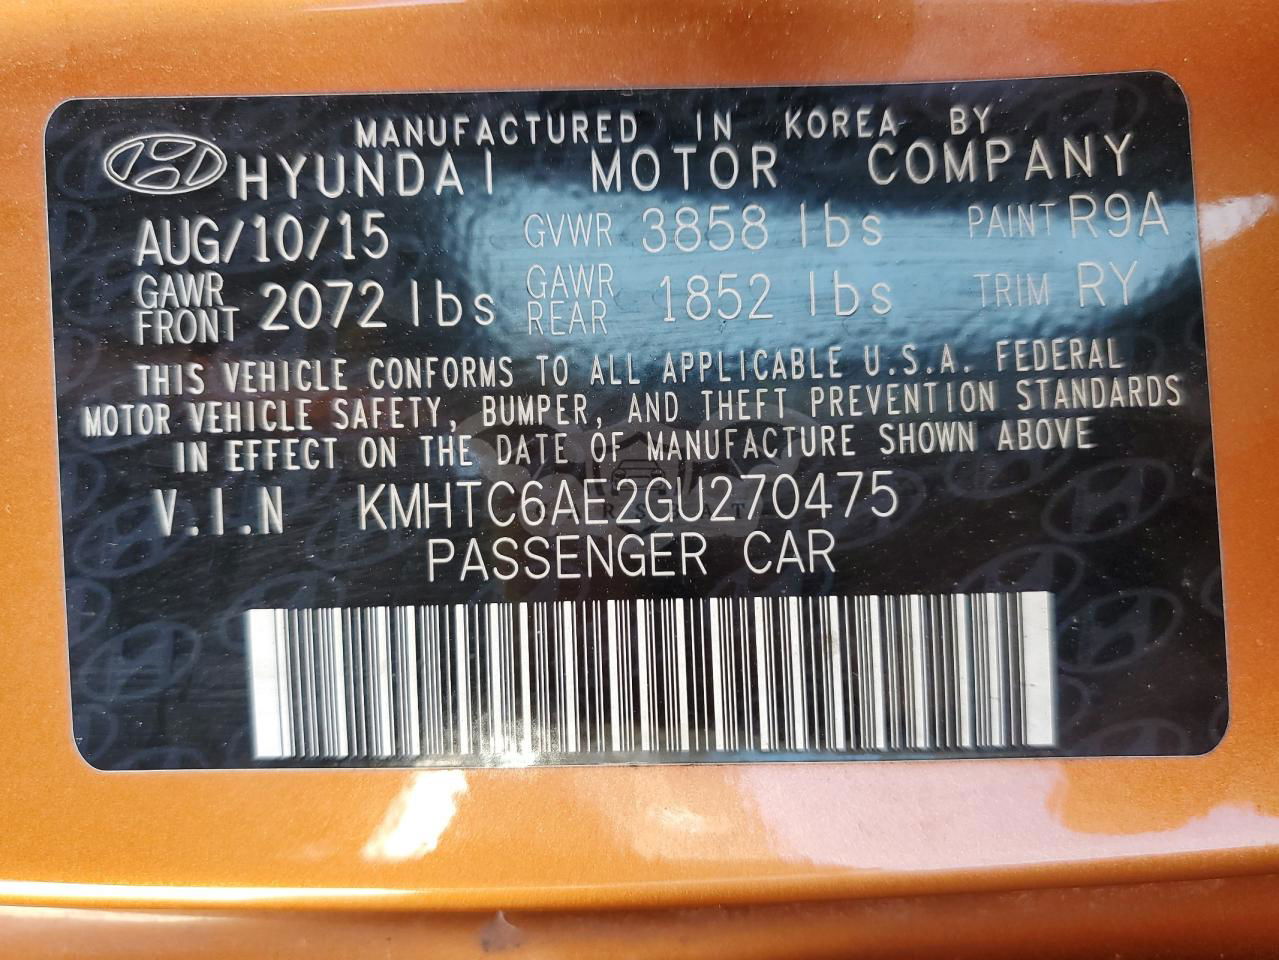 MANUFACTURED IN KOREA BY
HYUNDAI MOTOR COMPANY
AUG/10/15 GVWR 3858 lbs PAINT R9A
GAWR FRONT 2072 lbs GAWR REAR 1852 lbs TRIM RY
THIS VEHICLE CONFORMS TO ALL APPLICABLE U.S.A. FEDERAL
MOTOR VEHICLE SAFETY, BUMPER, AND THEFT PREVENTION STANDARDS
IN EFFECT ON THE DATE OF MANUFACTURE SHOWN ABOVE
V.I.N KMHTC6AE2GU270475
PASSENGER CAR